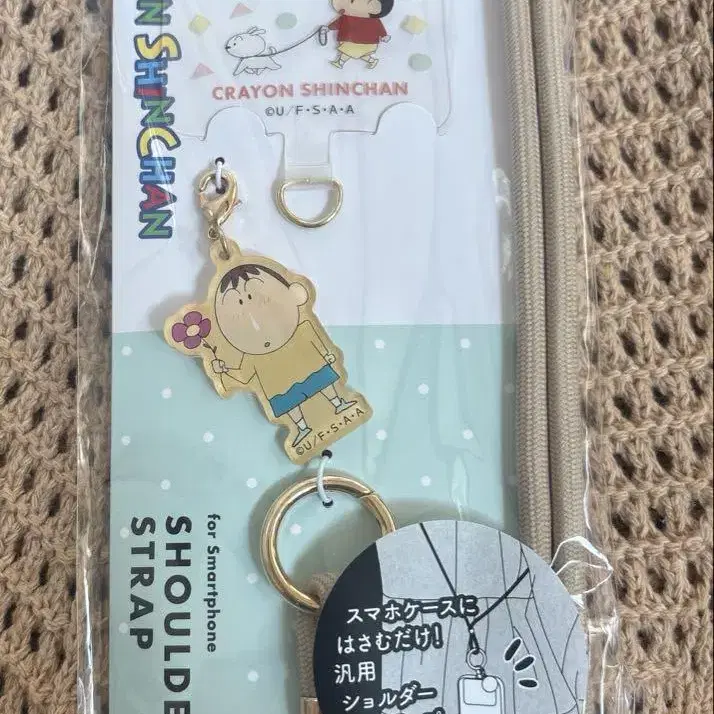 N SHINCHAN
CRAYON SHINCHAN
©U/F・S・A・A
©U/F・S・A・A
for Smartphone
SHOULDE
STRAP
スマホケースに
はさむだけ!
汎用
ショルダー